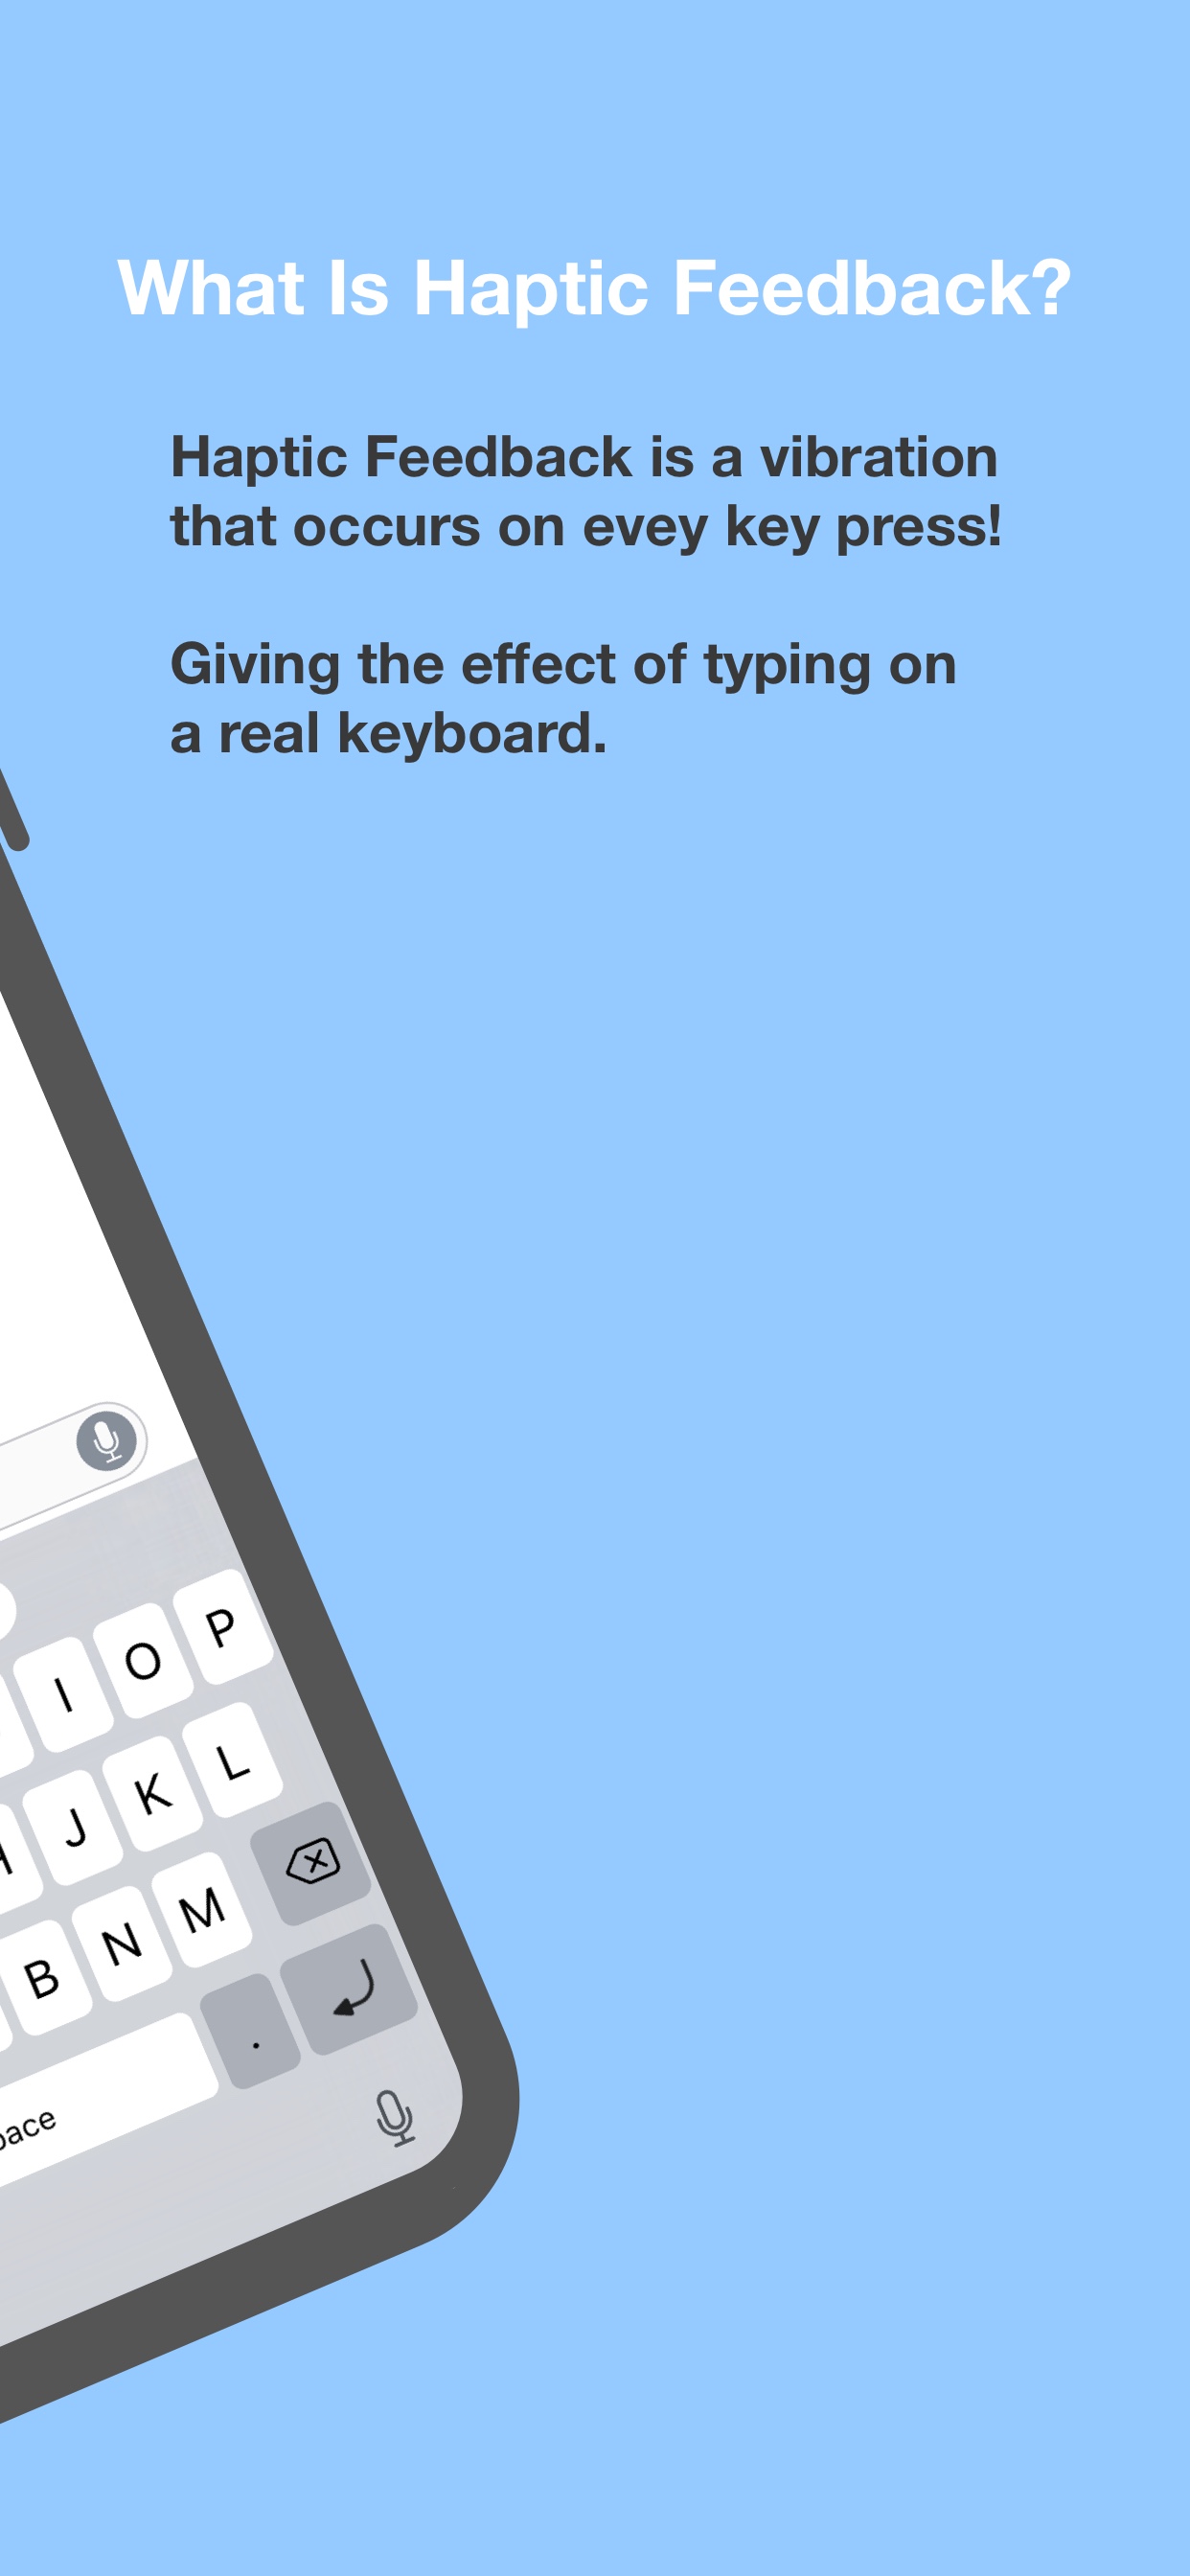 What Is Haptic Feedback?
Haptic Feedback is a vibration
that occurs on evey key press!
Giving the effect of typing on
a real keyboard.
I O P
J K L
B N M
.